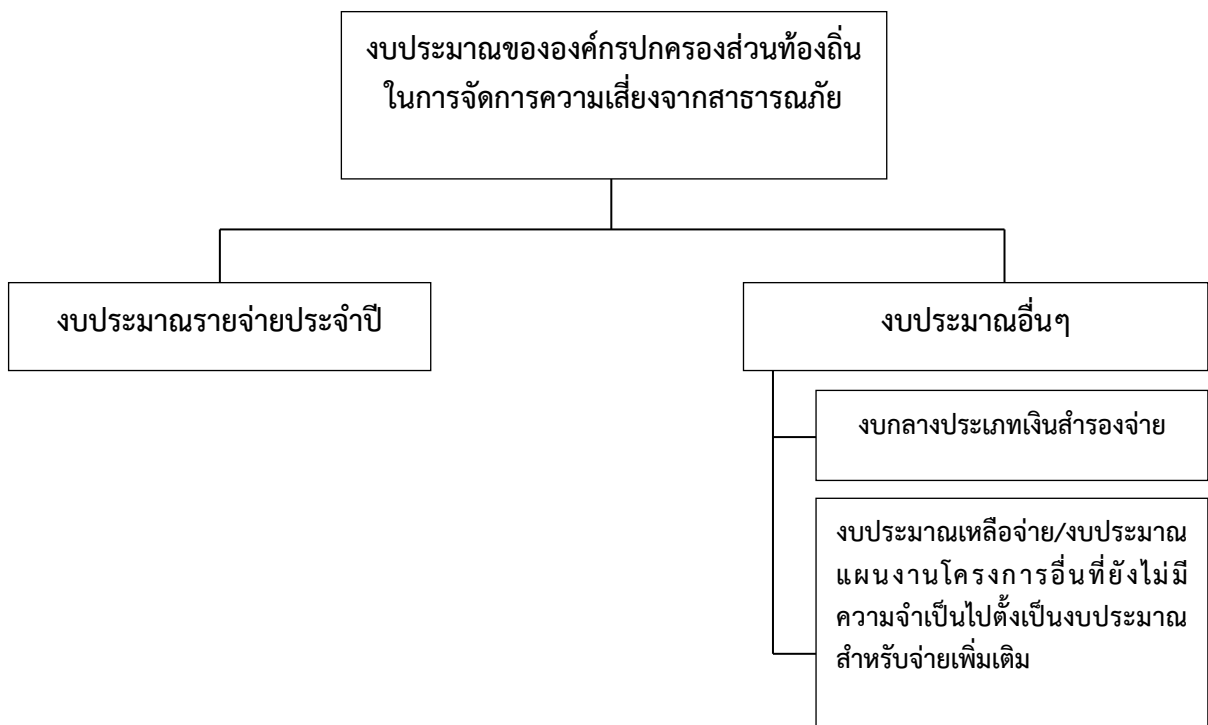 งบประมาณขององค์กรปกครองส่วนท้องถิ่น
ในการจัดการความเสี่ยงจากสาธารณภัย
งบประมาณรายจ่ายประจำปี
งบประมาณอื่นๆ
งบกลางประเภทเงินสำรองจ่าย
งบประมาณเหลือจ่าย/งบประมาณ
แผนงานโครงการอื่นที่ยังไม่มี
ความจำเป็นไปตั้งเป็นงบประมาณ
สำหรับจ่ายเพิ่มเติม